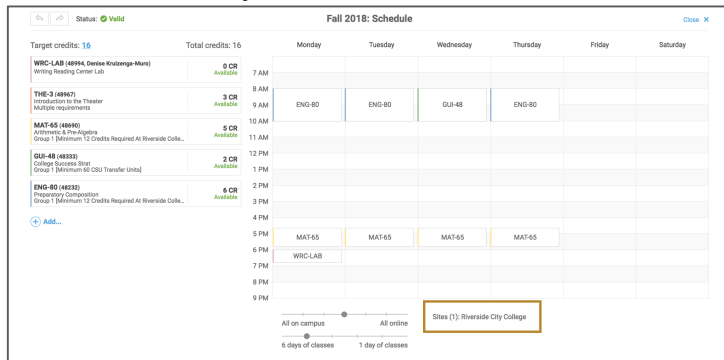 Status: Valid
Fall 2018: Schedule
Close ×
Target credits: 16
Total credits: 16
WRC-LAB (48994, Denise Kruizenga-Muro)
Writing Reading Center Lab
0 CR
Available
THE-3 (48967)
Introduction to the Theater
Multiple requirements
3 CR
Available
MAT-65 (48690)
Arithmetic & Pre-Algebra
Group 1 [Minimum 12 Credits Required At Riverside Colle...
5 CR
Available
GUI-48 (48333)
College Success Strat
Group 1 [Minimum 60 CSU Transfer Units]
2 CR
Available
ENG-80 (48232)
Preparatory Composition
Group 1 [Minimum 12 Credits Required At Riverside Colle...
6 CR
Available
+ Add...
Monday Tuesday Wednesday Thursday Friday Saturday
7 AM
8 AM
9 AM ENG-80 ENG-80 GUI-48 ENG-80
10 AM
11 AM
12 PM
1 PM
2 PM
3 PM
4 PM
5 PM
MAT-65 MAT-65 MAT-65 MAT-65
6 PM
WRC-LAB
7 PM
8 PM
9 PM
All on campus All online
6 days of classes 1 day of classes
Sites (1): Riverside City College